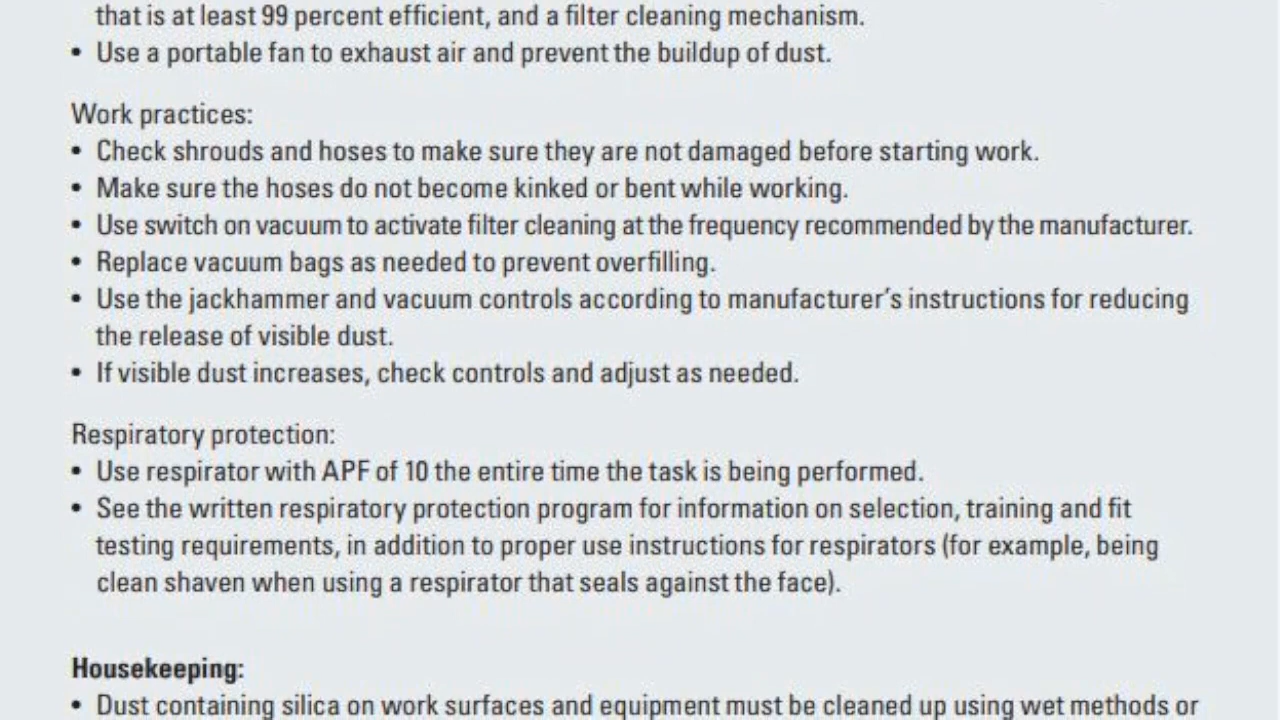 that is at least 99 percent efficient, and a filter cleaning mechanism.
• Use a portable fan to exhaust air and prevent the buildup of dust.
Work practices:
• Check shrouds and hoses to make sure they are not damaged before starting work.
• Make sure the hoses do not become kinked or bent while working.
• Use switch on vacuum to activate filter cleaning at the frequency recommended by the manufacturer.
• Replace vacuum bags as needed to prevent overfilling.
• Use the jackhammer and vacuum controls according to manufacturer’s instructions for reducing
the release of visible dust.
• If visible dust increases, check controls and adjust as needed.
Respiratory protection:
• Use respirator with APF of 10 the entire time the task is being performed.
• See the written respiratory protection program for information on selection, training and fit
testing requirements, in addition to proper use instructions for respirators (for example, being
clean shaven when using a respirator that seals against the face).
Housekeeping:
• Dust containing silica on work surfaces and equipment must be cleaned up using wet methods or